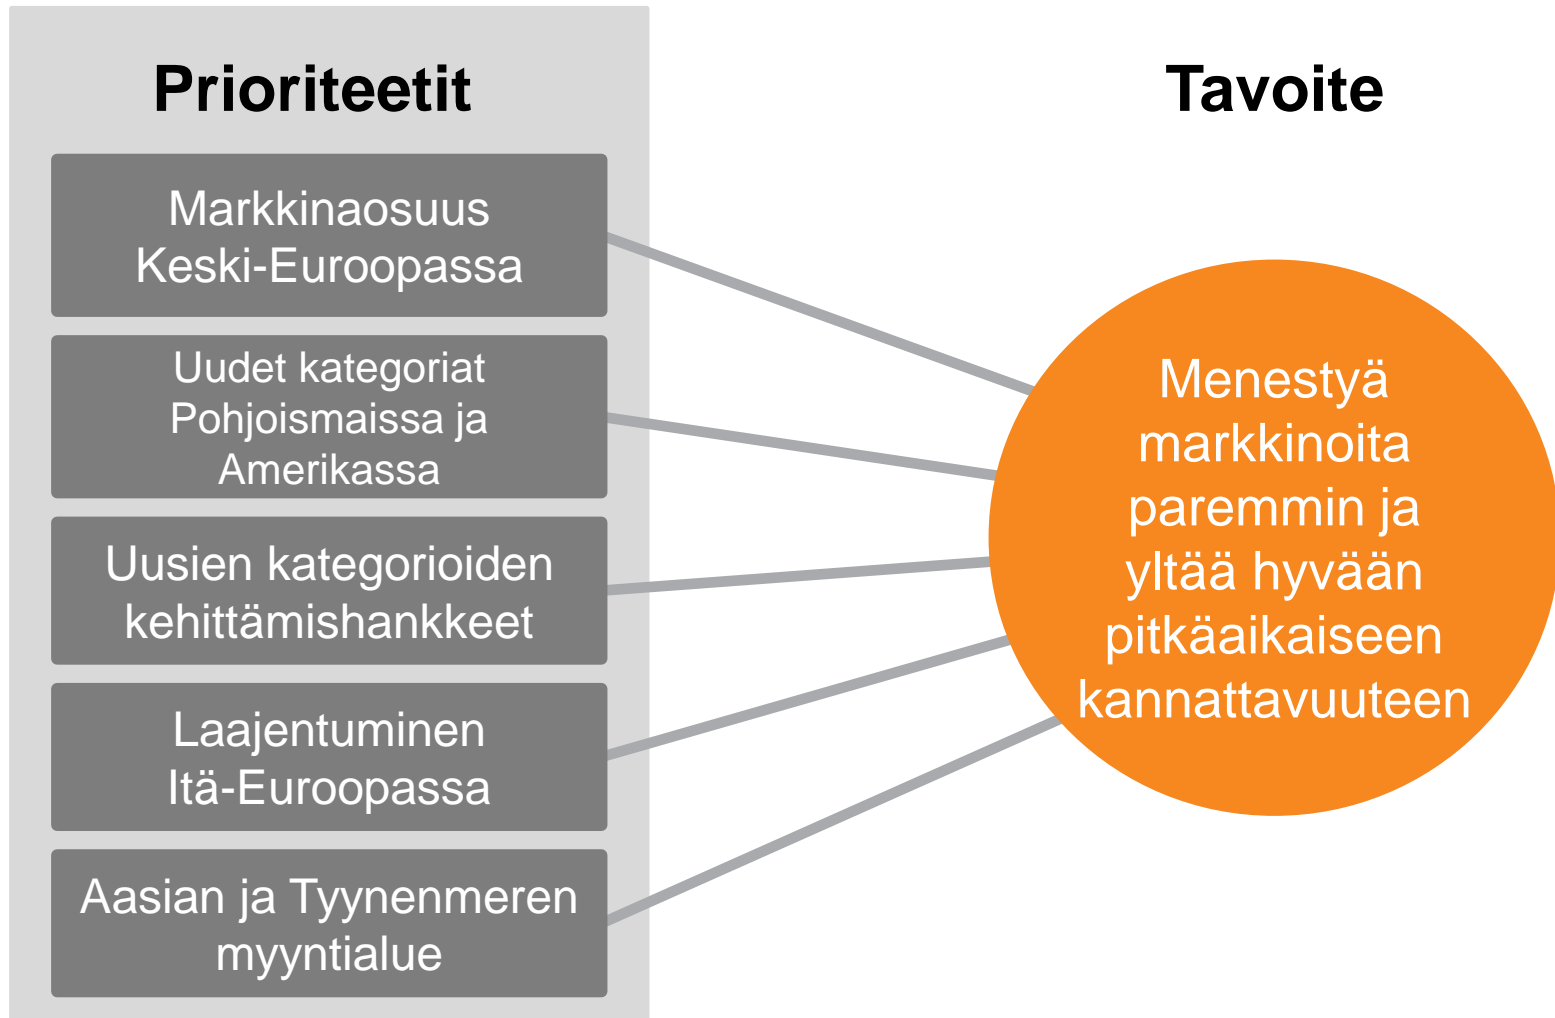 Prioriteetit
Markkinaosuus
Keski-Euroopassa
Uudet kategoriat
Pohjoismaissa ja
Amerikassa
Uusien kategorioiden
kehittämishankkeet
Laajentuminen
Itä-Euroopassa
Aasian ja Tyynenmeren
myyntialue
Tavoite
Menestyä
markkinoita
paremmin ja
yltää hyvään
pitkäaikaiseen
kannattavuuteen